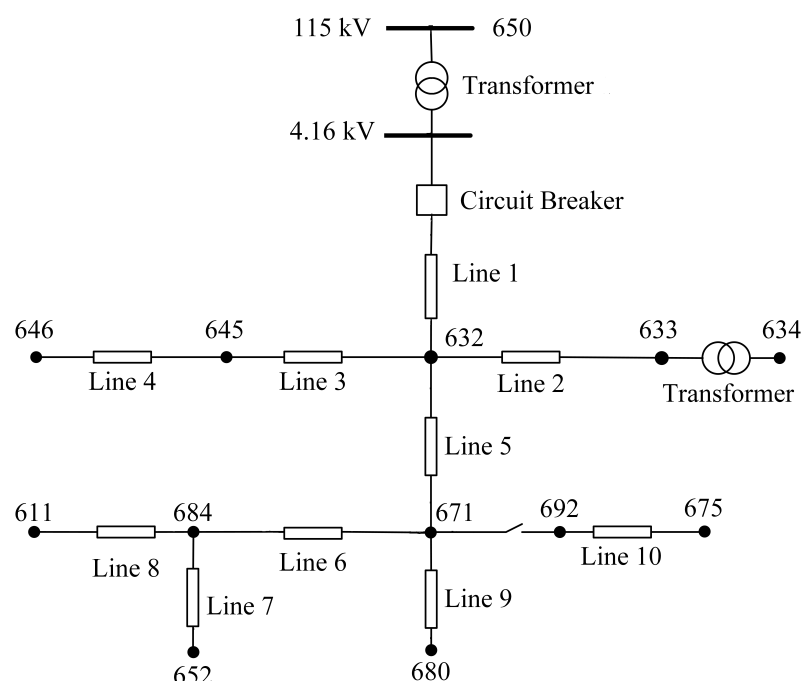 115 kV 650
Transformer
4.16 kV
Circuit Breaker
Line 1
646 645 632 633 634
Line 4 Line 3 Line 2 Transformer
Line 5
611 684 671 692 675
Line 8 Line 6 Line 10
Line 7 Line 9
652 680